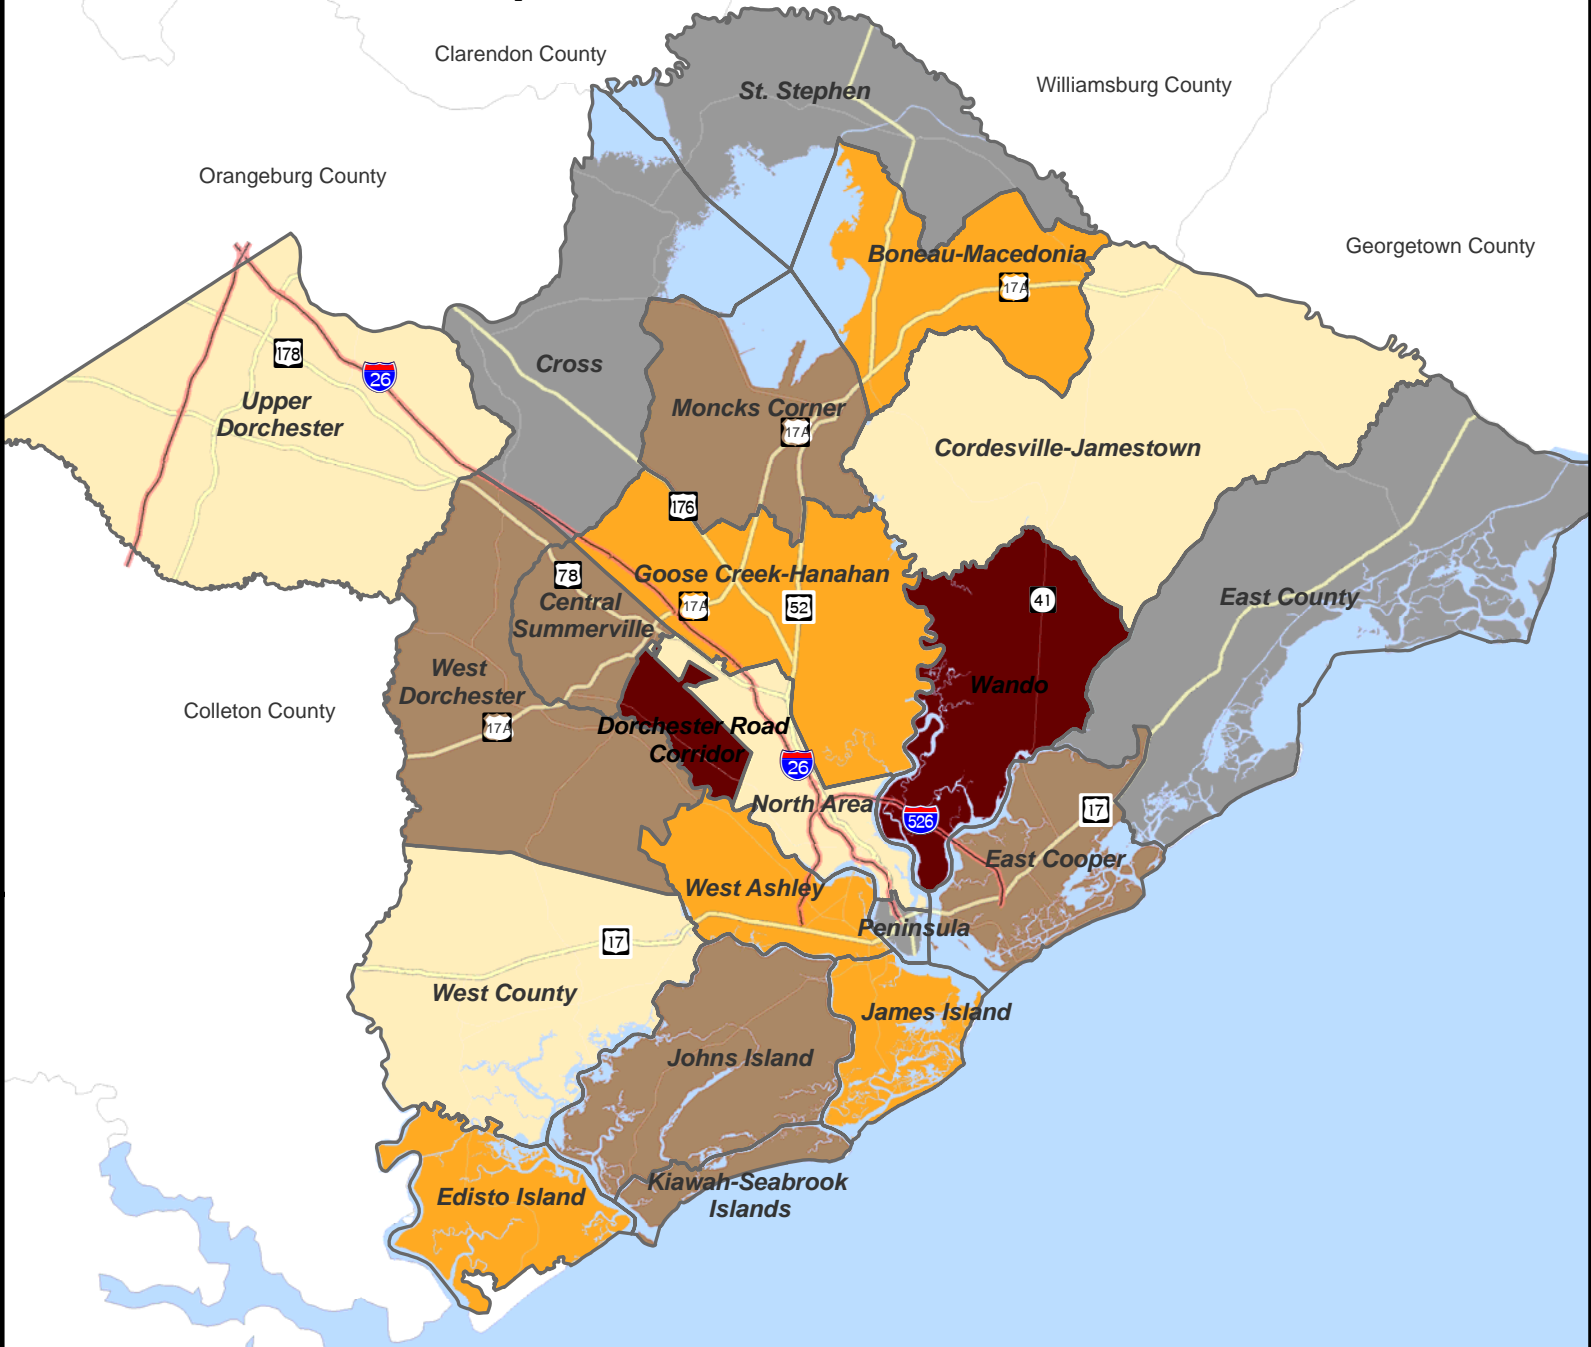 Clarendon County
St. Stephen
Williamsburg County
Orangeburg County
Georgetown County
Boneau-Macedonia
17A
178
26
Cross
Upper
Dorchester
Moncks Corner
17A
Cordesville-Jamestown
176
Goose Creek-Hanahan
78
17A
52
41
East County
Central
Summerville
West
Dorchester
Wando
Colleton County
17A
Dorchester Road
Corridor
26
North Area
526
17
East Cooper
West Ashley
Peninsula
17
West County
James Island
Johns Island
Kiawah-Seabrook
Islands
Edisto Island